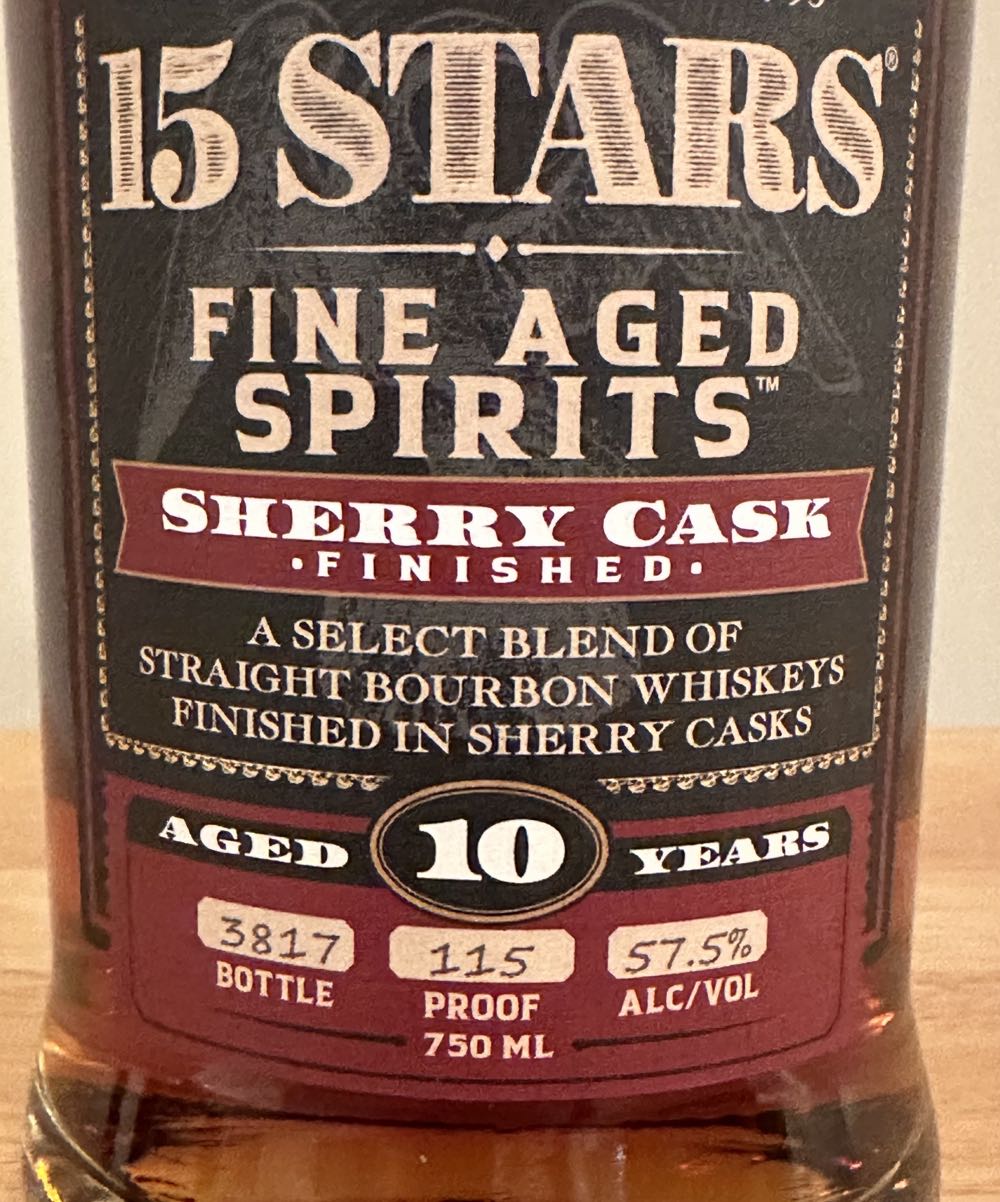 15 STARS®
FINE AGED
SPIRITS™
SHERRY CASK
•FINISHED•
A SELECT BLEND OF
STRAIGHT BOURBON WHISKEYS
FINISHED IN SHERRY CASKS
AGED 10 YEARS
3817 115 57.5%
BOTTLE PROOF ALC/VOL
750 ML